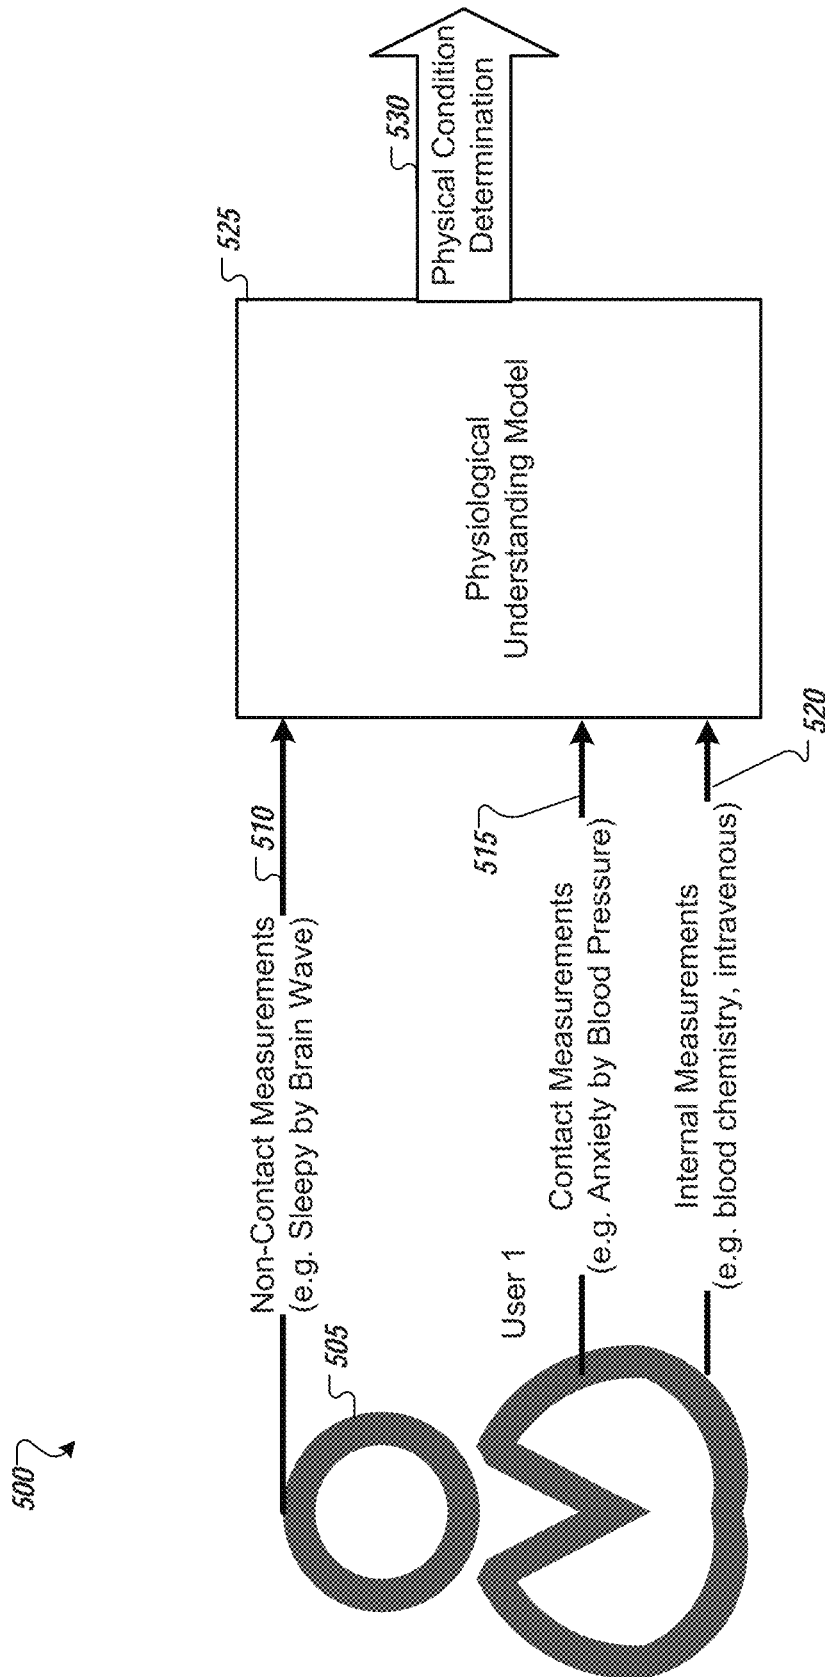 500
505
User 1
Non-Contact Measurements
(e.g. Sleepy by Brain Wave)
510
Contact Measurements
(e.g. Anxiety by Blood Pressure)
515
Internal Measurements
(e.g. blood chemistry, intravenous)
520
Physiological
Understanding Model
525
Physical Condition
Determination
530